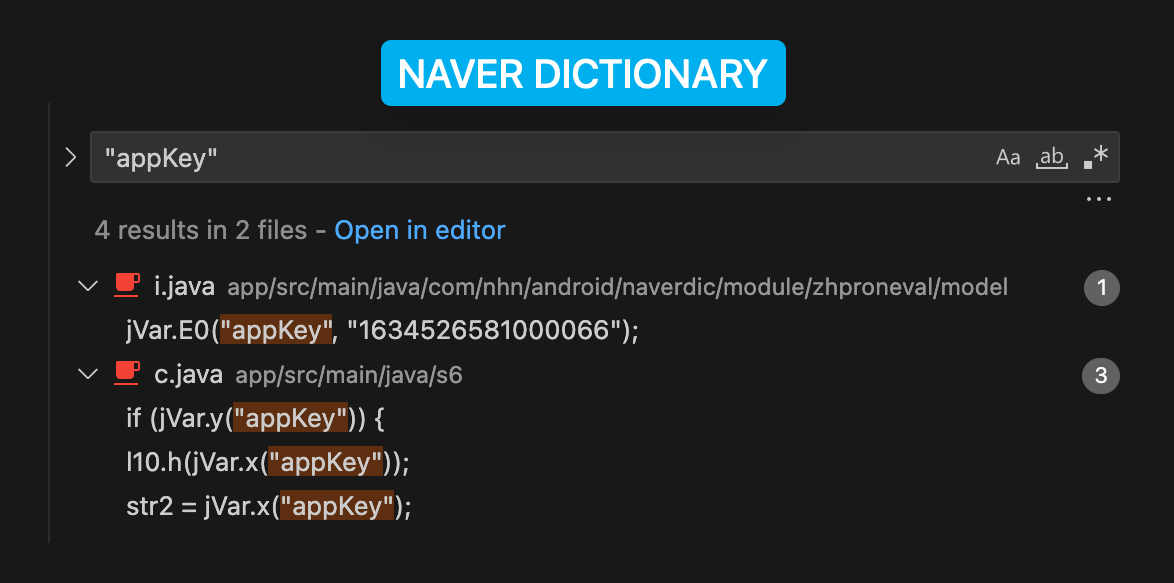 NAVER DICTIONARY
"appKey"
Aa ab .*
...
4 results in 2 files - Open in editor
i.java app/src/main/java/com/nhn/android/naverdic/module/zhproneval/model 1
jVar.E0("appKey", "1634526581000066");
c.java app/src/main/java/s6 3
if (jVar.y("appKey")) {
l10.h(jVar.x("appKey"));
str2 = jVar.x("appKey");